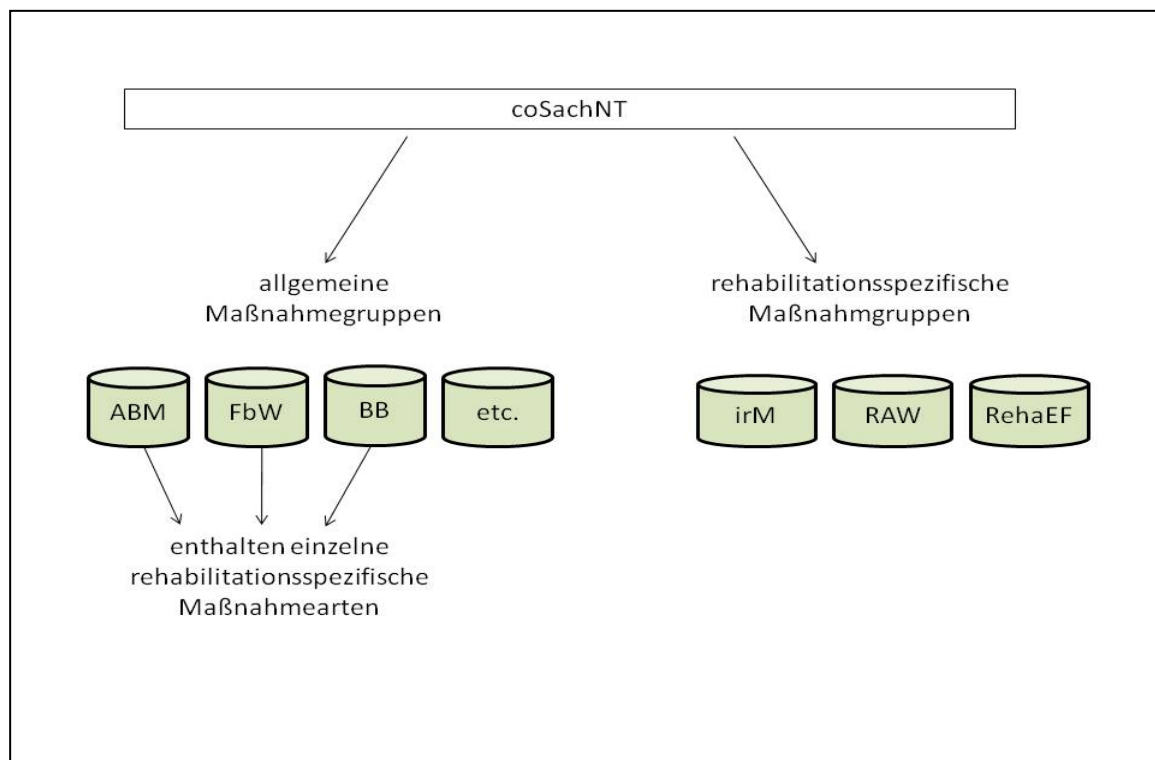 coSachNT
allgemeine
Maßnahmegruppen
rehabilitationsspezifische
Maßnahmgruppen
ABM
FbW
BB
etc.
irM
RAW
RehaEF
enthalten einzelne
rehabilitationsspezifische
Maßnahmearten